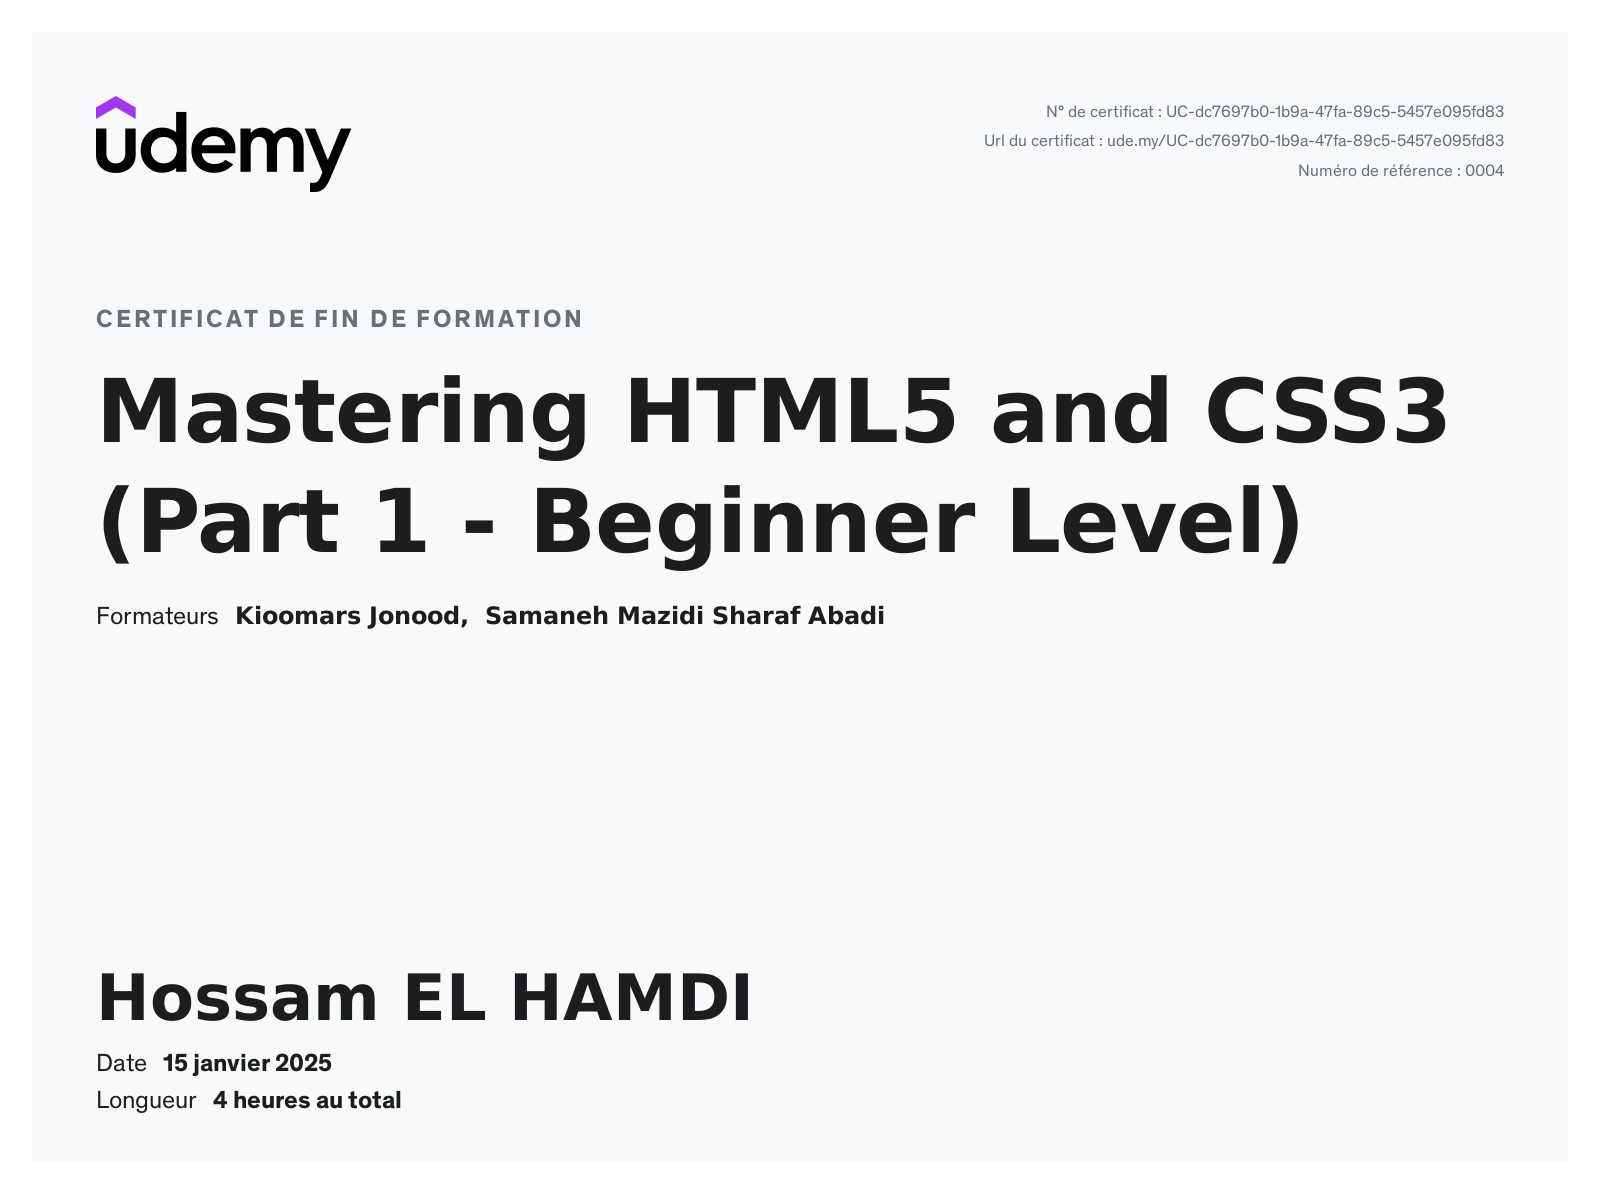 udemy
N° de certificat : UC-dc7697b0-1b9a-47fa-89c5-5457e095fd83
Url du certificat : ude.my/UC-dc7697b0-1b9a-47fa-89c5-5457e095fd83
Numéro de référence : 0004
CERTIFICAT DE FIN DE FORMATION
Mastering HTML5 and CSS3
(Part 1 - Beginner Level)
Formateurs Kioomars Jonood, Samaneh Mazidi Sharaf Abadi
Hossam EL HAMDI
Date 15 janvier 2025
Longueur 4 heures au total